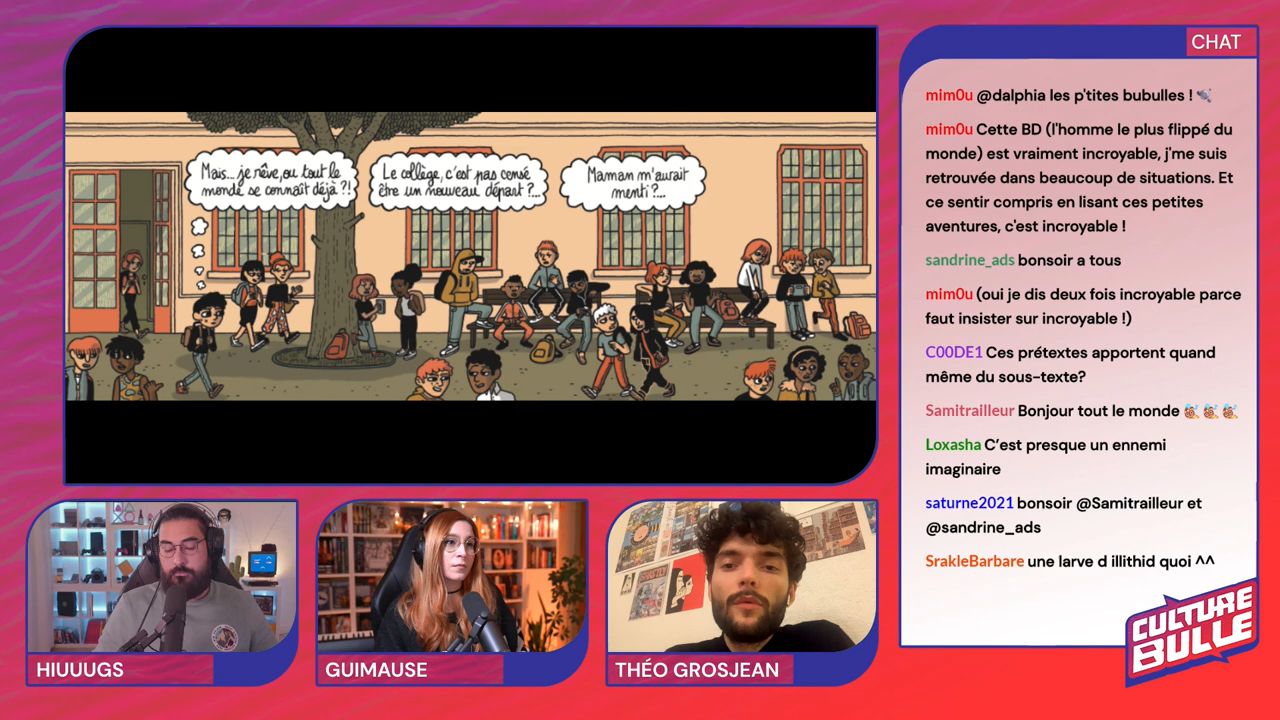 Mais... je rêve, ou tout le
monde se connaît déjà ?!
Le collège, c'est pas censé
être un nouveau départ ?...
Maman m'aurait
menti ?...
HIUUUGS
GUIMAUSE
THÉO GROSJEAN
CHAT
mim0u @dalphia les p'tites bubulles !
mim0u Cette BD (l'homme le plus flippé du
monde) est vraiment incroyable, j'me suis
retrouvée dans beaucoup de situations. Et
ce sentir compris en lisant ces petites
aventures, c'est incroyable !
sandrine_ads bonsoir a tous
mim0u (oui je dis deux fois incroyable parce
faut insister sur incroyable !)
C00DE1 Ces prétextes apportent quand
même du sous-texte?
Samitrailleur Bonjour tout le monde
Loxasha C’est presque un ennemi
imaginaire
saturne2021 bonsoir @Samitrailleur et
@sandrine_ads
SrakleBarbare une larve d illithid quoi ^^
CULTURE
BULLE